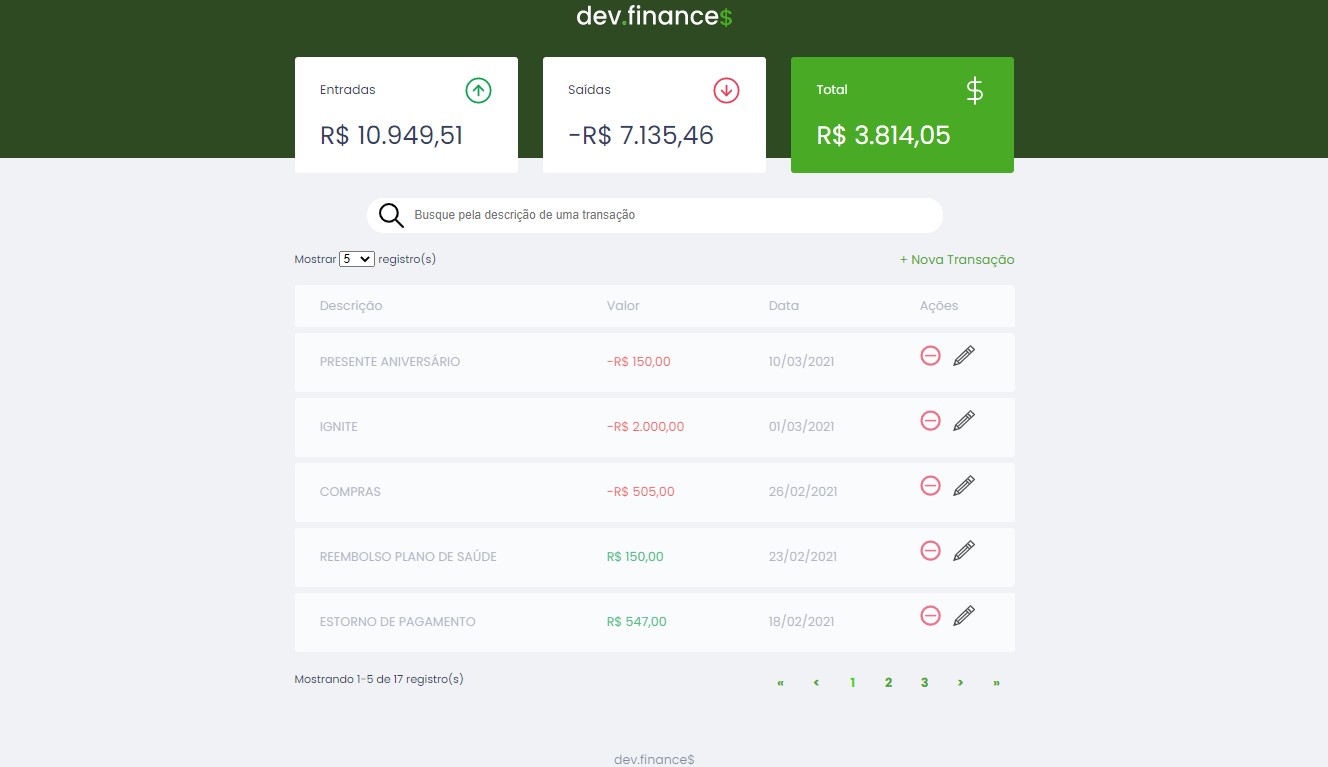 dev.finance$
Entradas
R$ 10.949,51
Saídas
-R$ 7.135,46
Total
$
R$ 3.814,05
Busque pela descrição de uma transação
Mostrar 5 registro(s)
+ Nova Transação
Descrição Valor Data Ações
PRESENTE ANIVERSÁRIO -R$ 150,00 10/03/2021
IGNITE -R$ 2.000,00 01/03/2021
COMPRAS -R$ 505,00 26/02/2021
REEMBOLSO PLANO DE SAÚDE R$ 150,00 23/02/2021
ESTORNO DE PAGAMENTO R$ 547,00 18/02/2021
Mostrando 1-5 de 17 registro(s)
« ‹ 1 2 3 › »
dev.finance$